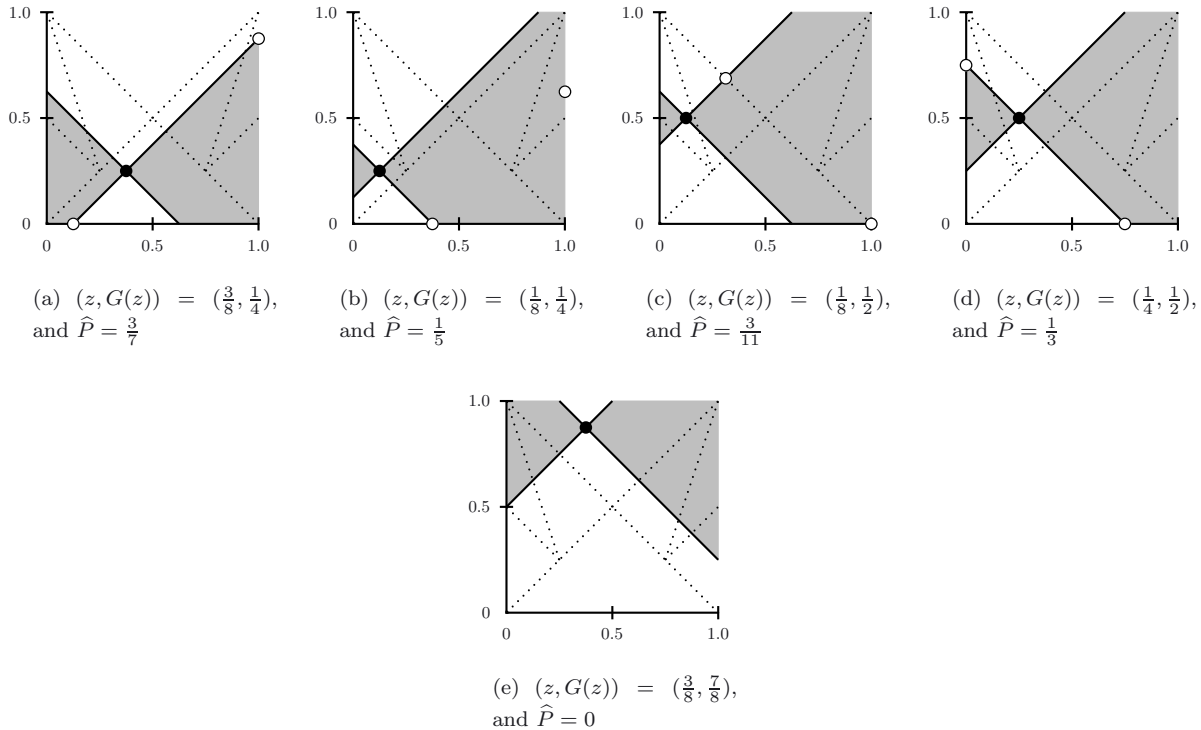 1.0 1.0 1.0 1.0
0.5 0.5 0.5 0.5
0 0 0 0
0 0.5 1.0 0 0.5 1.0 0 0.5 1.0 0 0.5 1.0
(a) (z, G(z)) = (3/8, 1/4),
and P̂ = 3/7
(b) (z, G(z)) = (1/8, 1/4),
and P̂ = 1/5
(c) (z, G(z)) = (1/8, 1/2),
and P̂ = 3/11
(d) (z, G(z)) = (1/4, 1/2),
and P̂ = 1/3
1.0
0.5
0
0 0.5 1.0
(e) (z, G(z)) = (3/8, 7/8),
and P̂ = 0